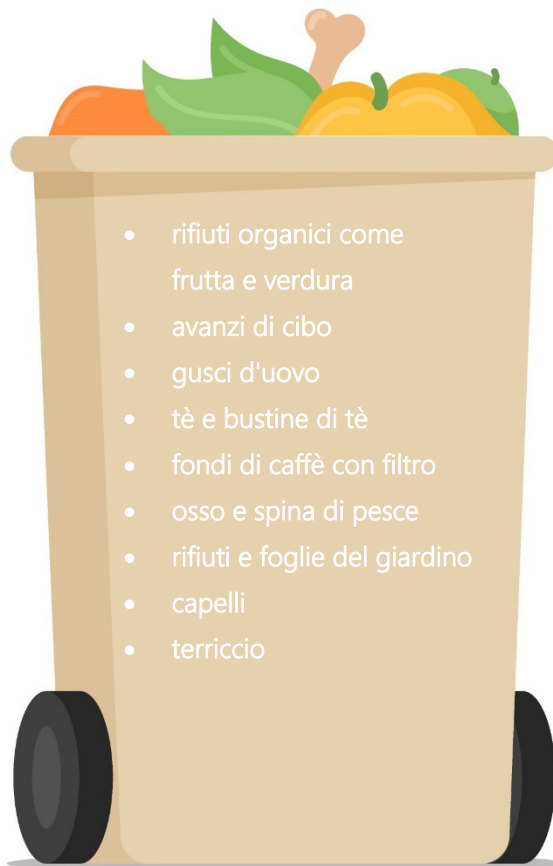 • rifiuti organici come
frutta e verdura
• avanzi di cibo
• gusci d'uovo
• tè e bustine di tè
• fondi di caffè con filtro
• osso e spina di pesce
• rifiuti e foglie del giardino
• capelli
• terriccio